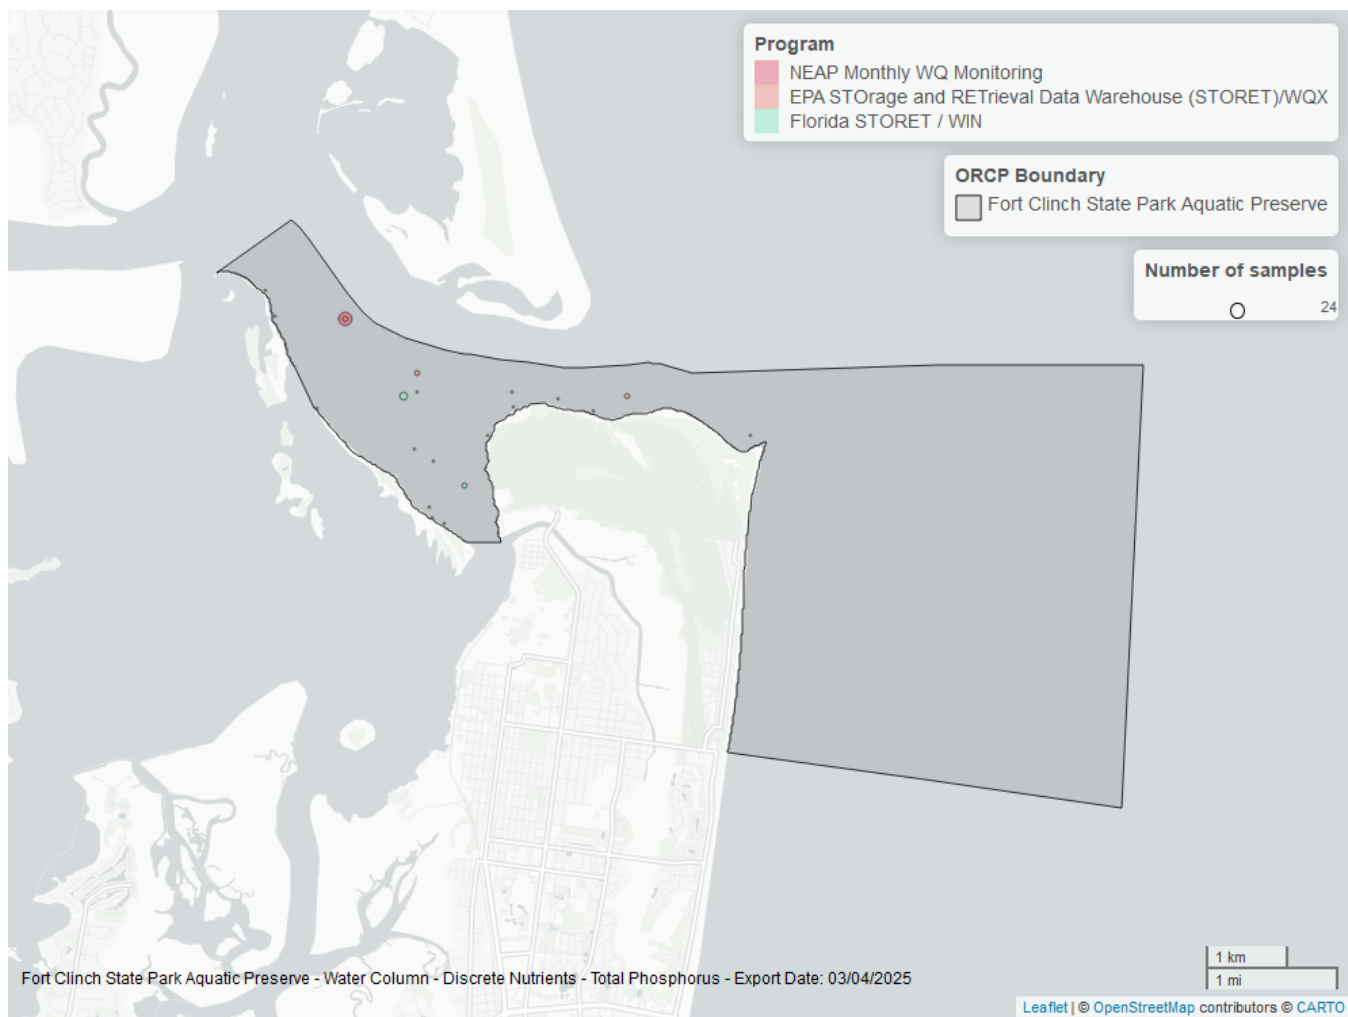 Program
NEAP Monthly WQ Monitoring
EPA STOrage and RETrieval Data Warehouse (STORET)/WQX
Florida STORET / WIN
ORCP Boundary
Fort Clinch State Park Aquatic Preserve
Number of samples
24
1 km
1 mi
Fort Clinch State Park Aquatic Preserve - Water Column - Discrete Nutrients - Total Phosphorus - Export Date: 03/04/2025
Leaflet | © OpenStreetMap contributors © CARTO